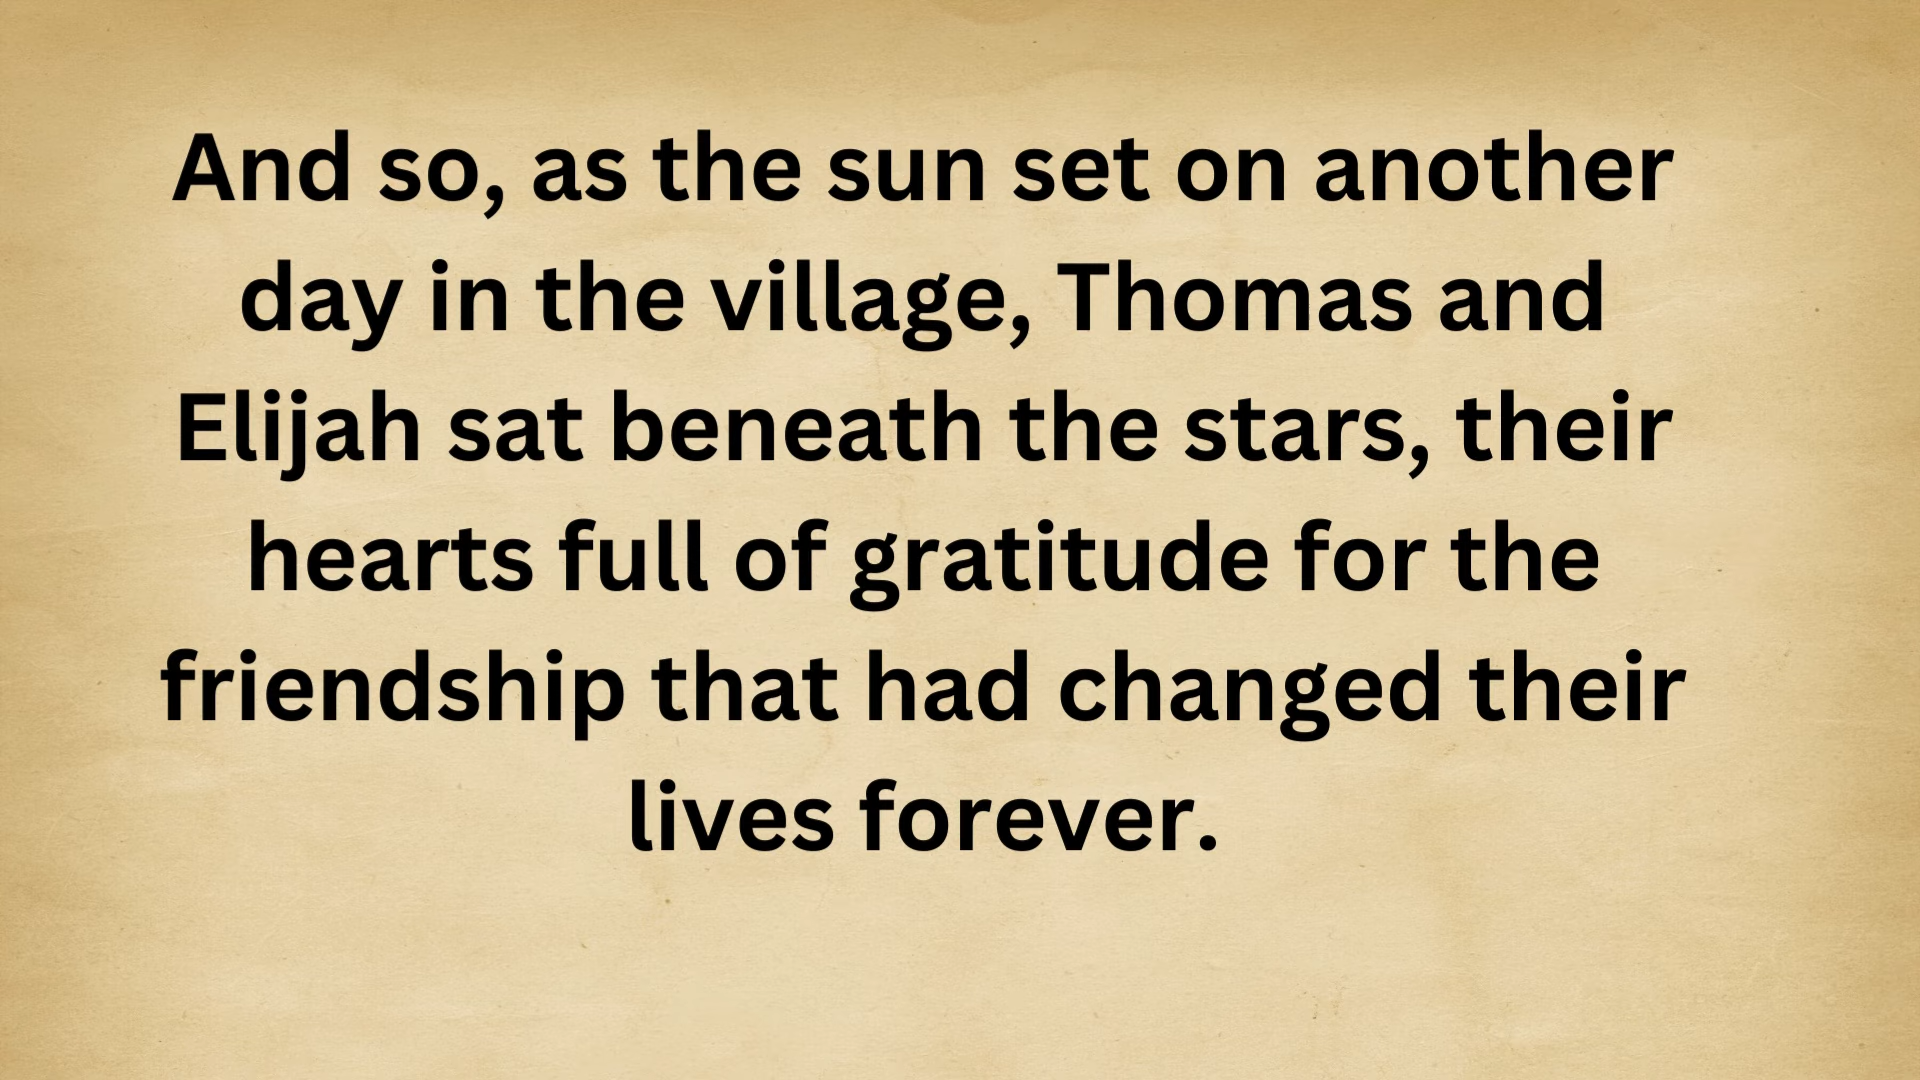 And so, as the sun set on another
day in the village, Thomas and
Elijah sat beneath the stars, their
hearts full of gratitude for the
friendship that had changed their
lives forever.